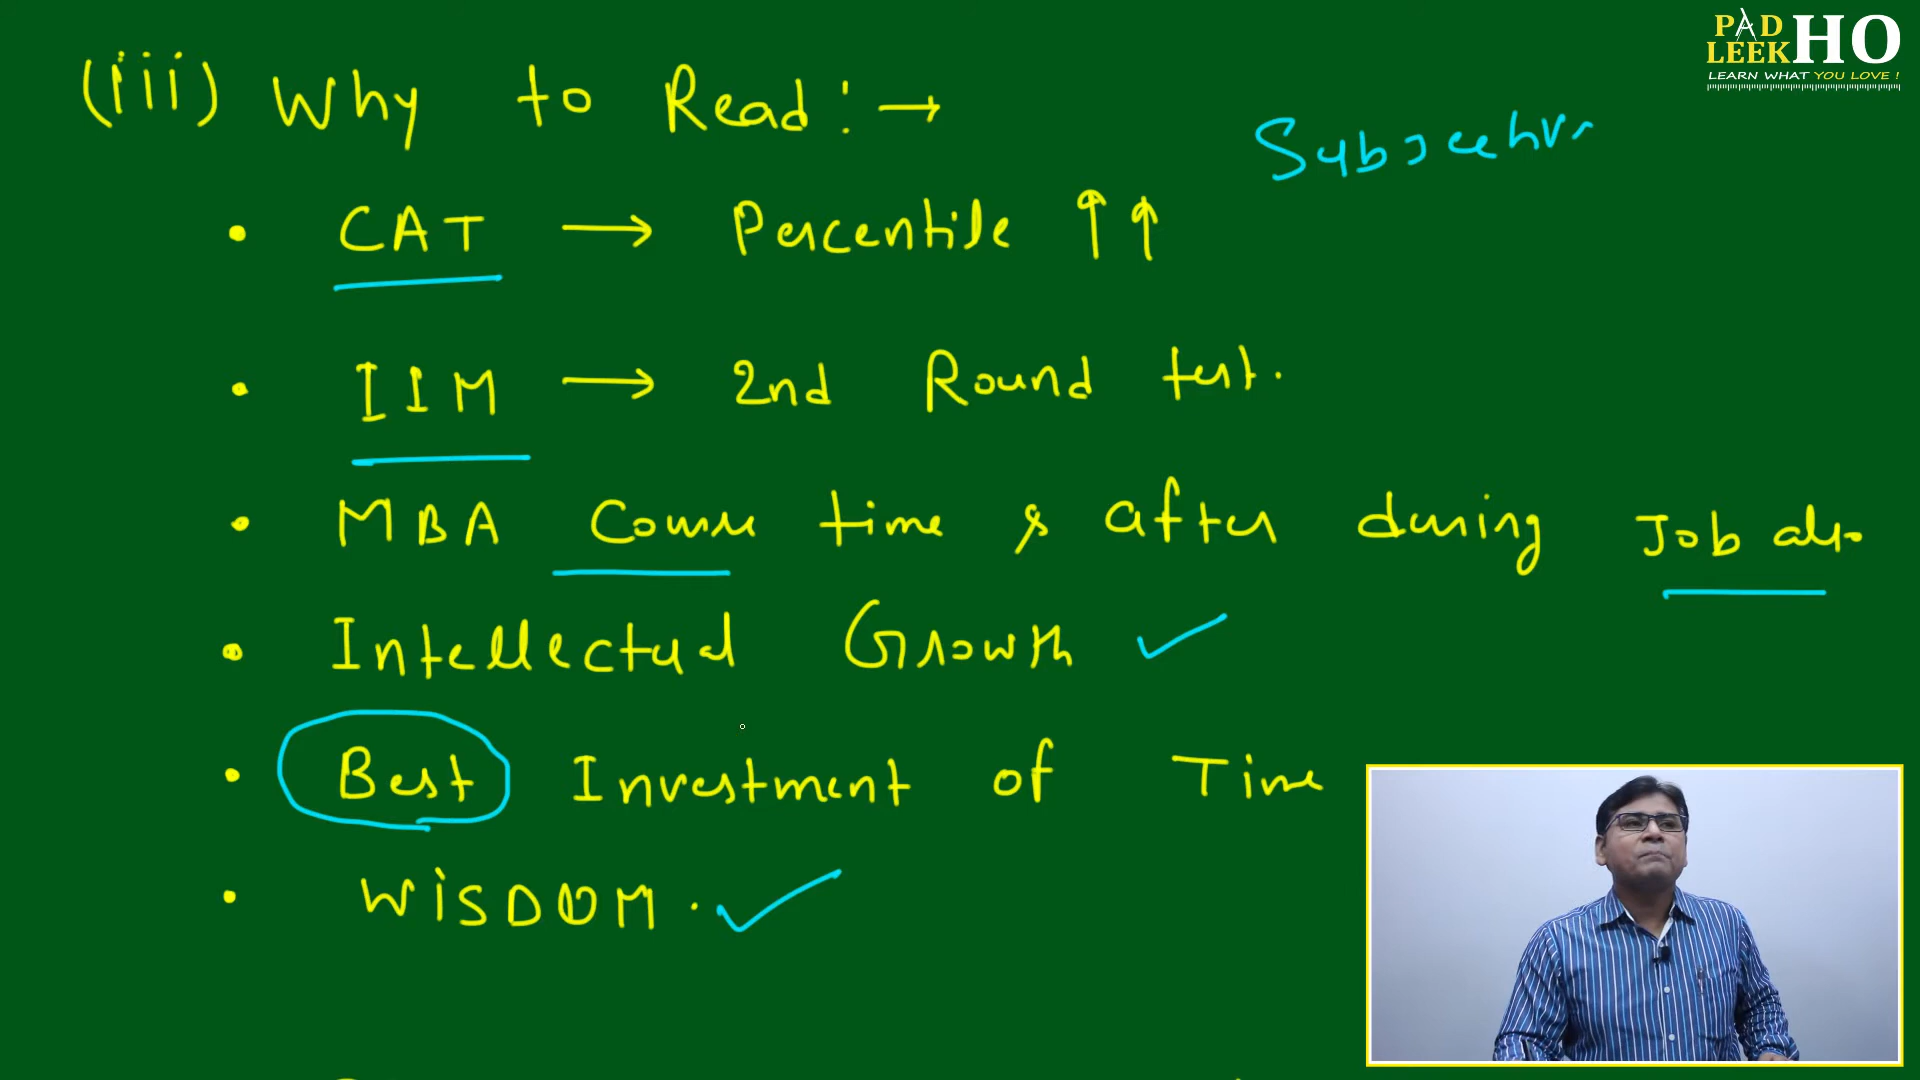 PAD LEEK HO
LEARN WHAT YOU LOVE !
(iii) Why to Read :→
• CAT → Percentile ↑↑
• IIM → 2nd Round test.
• MBA Course time & after during Job also
• Intellectual Growth ✓
• Best Investment of Time
• WiSDOM. ✓